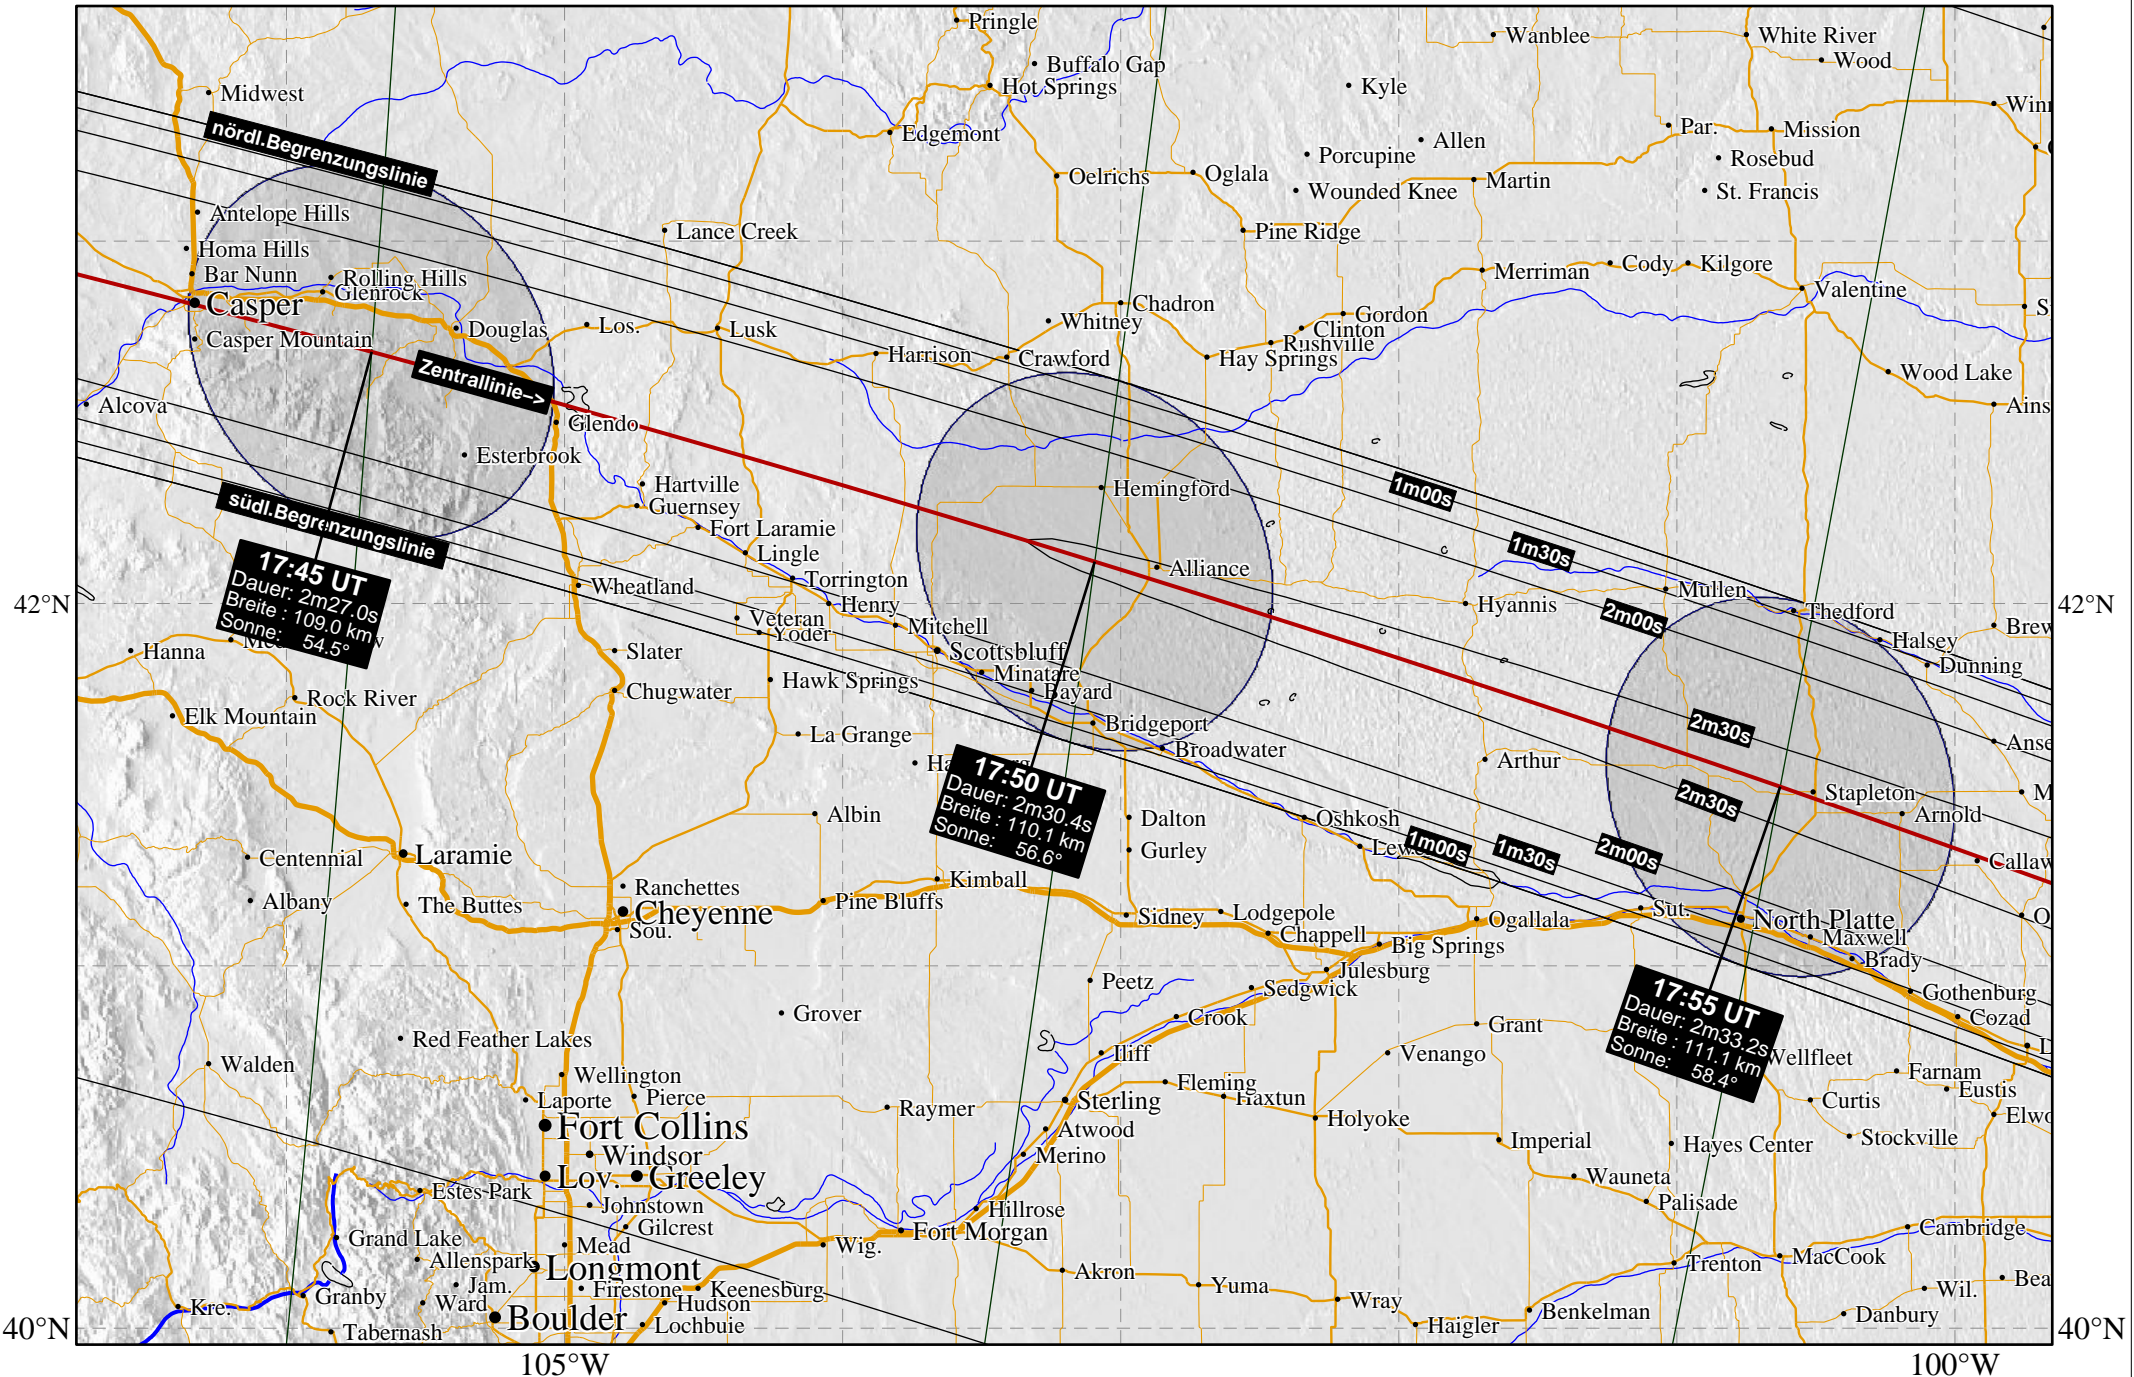 Pringle
Wanblee
White River
Buffalo Gap
Wood
Hot Springs
Kyle
Midwest
nördl.Begrenzungslinie
Edgemont
Par.
Mission
Allen
Porcupine
Rosebud
Oelrichs
Oglala
Wounded Knee
Martin
St. Francis
Antelope Hills
Lance Creek
Pine Ridge
Homa Hills
Bar Nunn
Rolling Hills
Glenrock
Merriman
Cody
Kilgore
Valentine
Casper
Chadron
Whitney
Gordon
Clinton
Rushville
S
Casper Mountain
Douglas
Los.
Lusk
Harrison
Crawford
Hay Springs
Zentrallinie->
Wood Lake
Ains
Alcova
Glendo
Esterbrook
Hartville
Guernsey
Hemingford
1m00s
südl.Begrenzungslinie
Fort Laramie
Lingle
1m30s
17:45 UT
Dauer: 2m27.0s
Breite : 109.0 km
Sonne: 54.5°
Wheatland
Torrington
Alliance
Mullen
42°N
Henry
Hyannis
2m00s
Thedford
42°N
Veteran
Yoder
Mitchell
Halsey
Brew
Hanna
Slater
Scottsbluff
Dunning
Minatare
Hawk Springs
Bayard
Chugwater
Rock River
Elk Mountain
La Grange
Bridgeport
Broadwater
2m30s
Anse
Arthur
17:50 UT
Dauer: 2m30.4s
Breite : 110.1 km
Sonne: 56.6°
Stapleton
M
2m30s
Albin
Dalton
Oshkosh
Arnold
Centennial
Laramie
Gurley
1m00s
1m30s
2m00s
Callaw
Ranchettes
Kimball
Albany
The Buttes
Cheyenne
Pine Bluffs
Sidney
Lodgepole
Ogallala
Sut.
North Platte
O
Sou.
Chappell
Big Springs
Maxwell
Brady
Julesburg
Peetz
Sedgwick
Gothenburg
17:55 UT
Dauer: 2m33.2s
Breite : 111.1 km
Sonne: 58.4°
Grover
Crook
Grant
Cozad
Red Feather Lakes
Iliff
Venango
Wellfleet
Walden
Wellington
Fleming
Farnam
Eustis
Laporte
Pierce
Raymer
Sterling
Haxtun
Holyoke
Curtis
Elwo
Fort Collins
Atwood
Imperial
Hayes Center
Stockville
Windsor
Merino
Lov.
Greeley
Wauneta
Estes Park
Johnstown
Hillrose
Palisade
Gilcrest
Fort Morgan
Cambridge
Grand Lake
Mead
Wig.
Allenspark
Longmont
Akron
Trenton
MacCook
Jam.
Firestone
Keenesburg
Yuma
Wil.
Bea
Granby
Ward
Hudson
Wray
Kre.
Boulder
Lochbuie
Haigler
Benkelman
Danbury
Tabernash
40°N
40°N
105°W
100°W